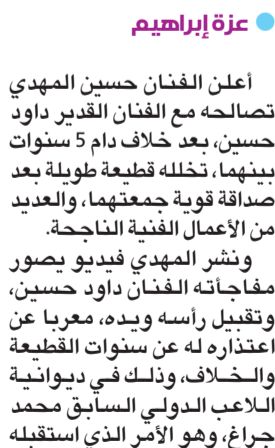 عزة إبراهيم
أعلن الفنان حسين المهدي
تصالحه مع الفنان القدير داود
حسين، بعد خلاف دام 5 سنوات
بينهما، تخلله قطيعة طويلة بعد
صداقة قوية جمعتهما، والعديد
من الأعمال الفنية الناجحة.
ونشر المهدي فيديو يصور
مفاجأته الفنان داود حسين،
وتقبيل رأسه ويده، معربا عن
اعتذاره له عن سنوات القطيعة
والخلاف، وذلك في ديوانية
اللاعب الدولي السابق محمد
جراغ، وهو الأمر الذي استقبله